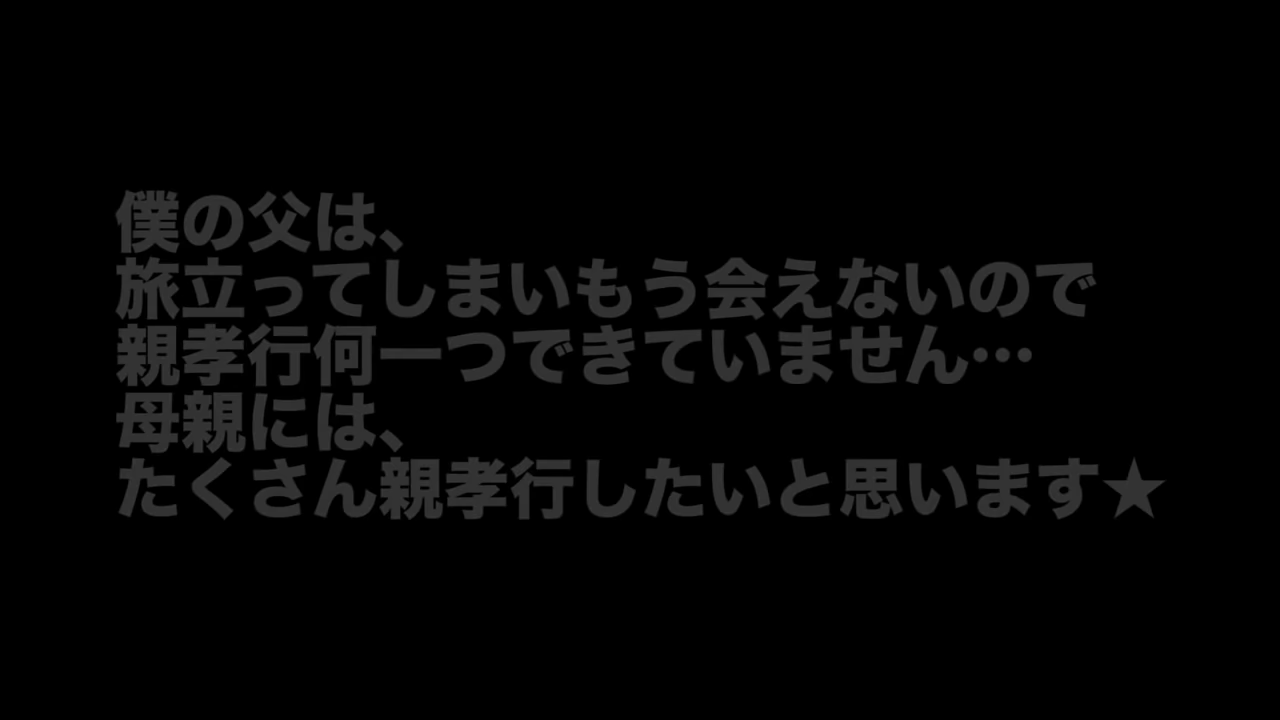 僕の父は、
旅立ってしまいもう会えないので
親孝行何一つできていません…
母親には、
たくさん親孝行したいと思います★